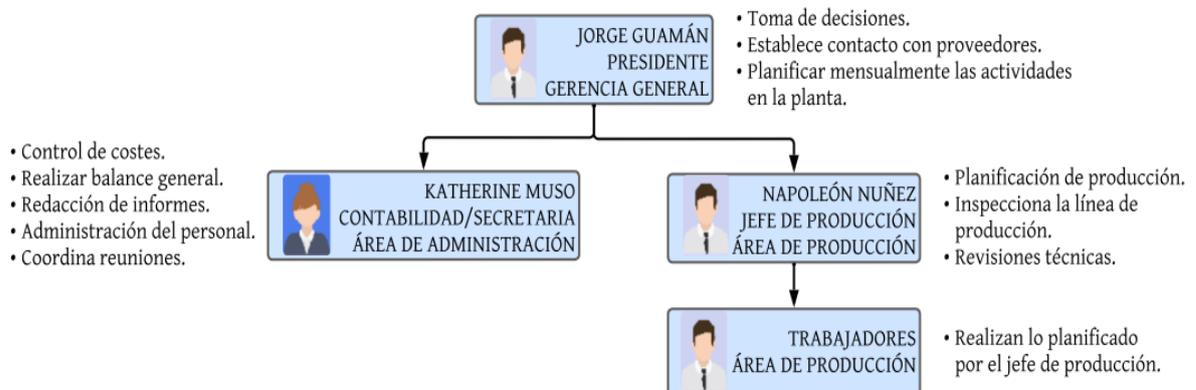 JORGE GUAMÁN
PRESIDENTE
GERENCIA GENERAL
• Toma de decisiones.
• Establece contacto con proveedores.
• Planificar mensualmente las actividades
en la planta.
• Control de costes.
• Realizar balance general.
• Redacción de informes.
• Administración del personal.
• Coordina reuniones.
KATHERINE MUSO
CONTABILIDAD/SECRETARIA
ÁREA DE ADMINISTRACIÓN
NAPOLEÓN NUÑEZ
JEFE DE PRODUCCIÓN
ÁREA DE PRODUCCIÓN
• Planificación de producción.
• Inspecciona la línea de
producción.
• Revisiones técnicas.
TRABAJADORES
ÁREA DE PRODUCCIÓN
• Realizan lo planificado
por el jefe de producción.